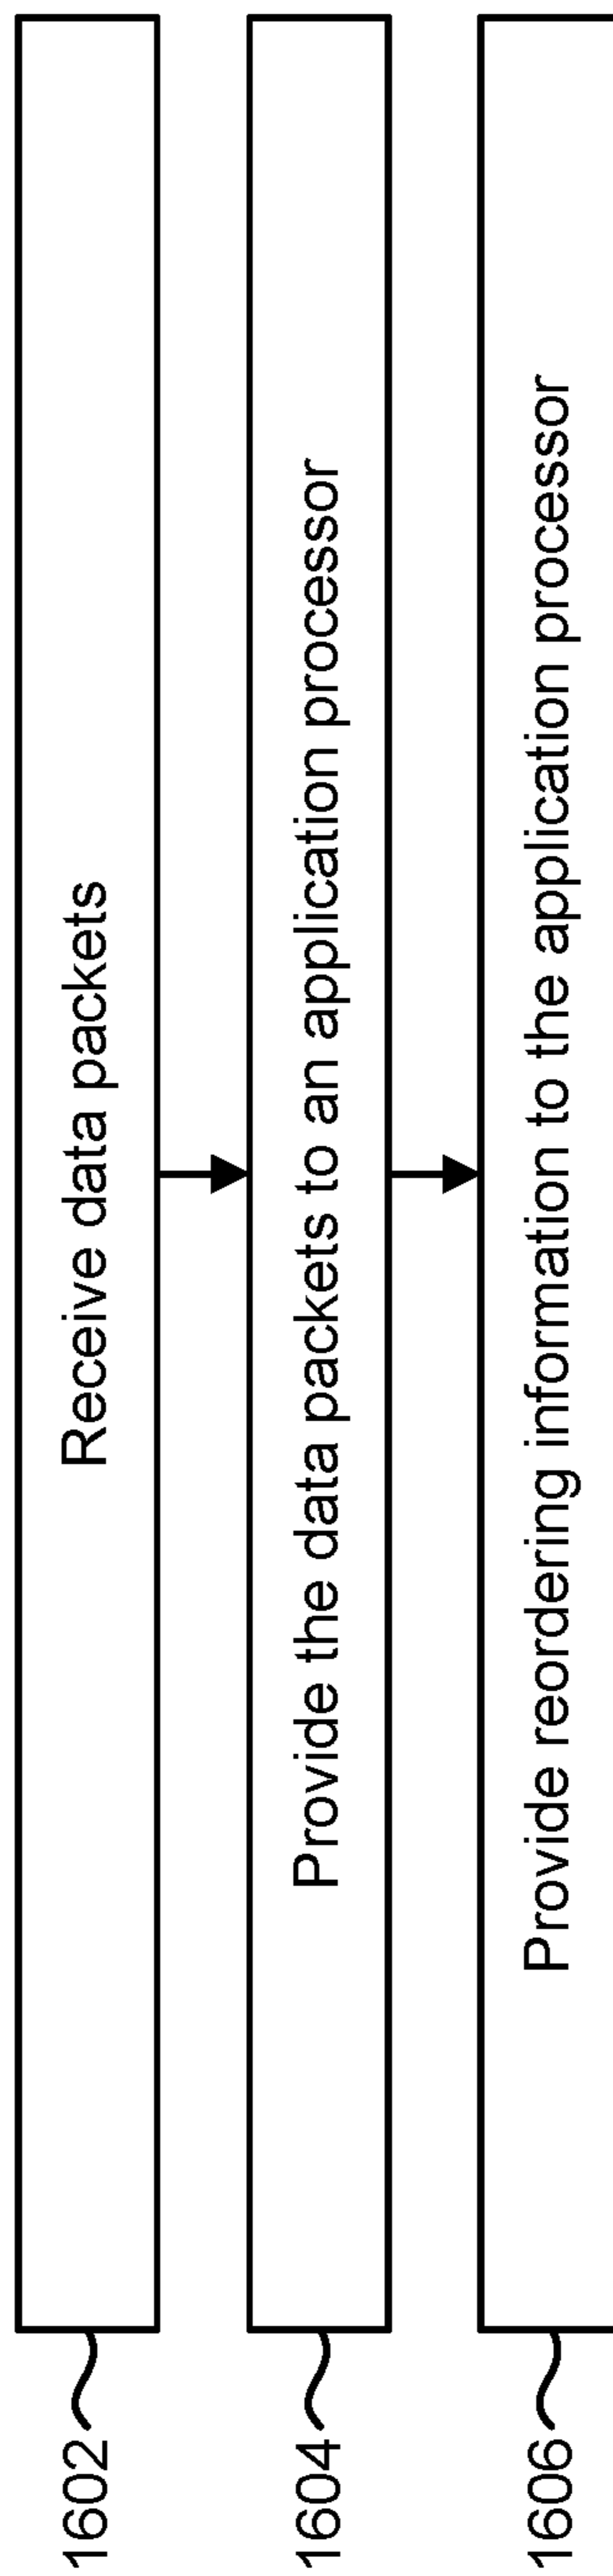 1602
Receive data packets
1604
Provide the data packets to an application processor
1606
Provide reordering information to the application processor